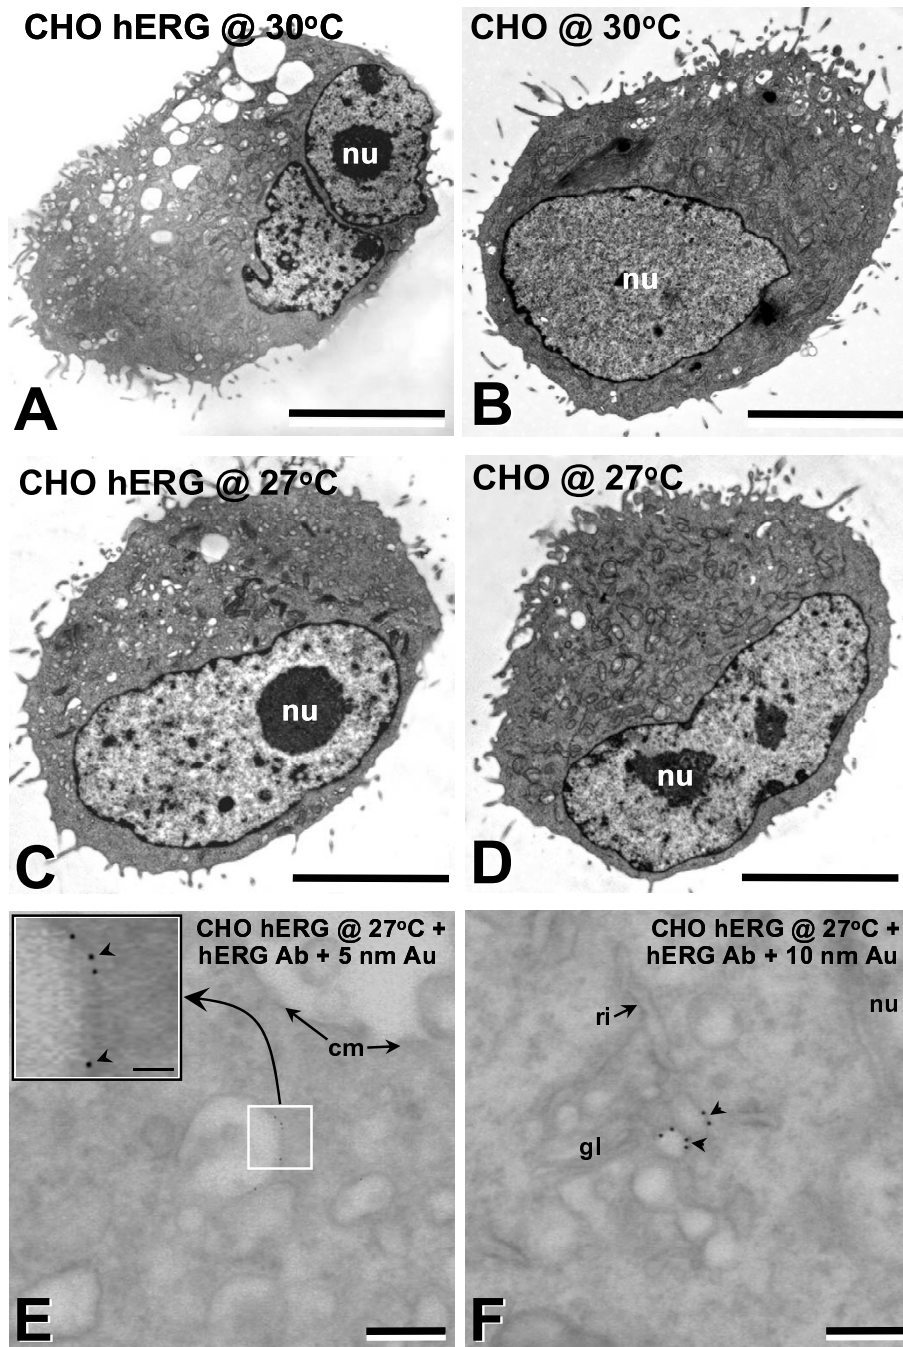 CHO hERG @ 30ºC
nu
A
CHO @ 30ºC
nu
B
CHO hERG @ 27ºC
nu
C
CHO @ 27ºC
nu
D
CHO hERG @ 27ºC +
hERG Ab + 5 nm Au
cm
E
CHO hERG @ 27ºC +
hERG Ab + 10 nm Au
ri
nu
gl
F